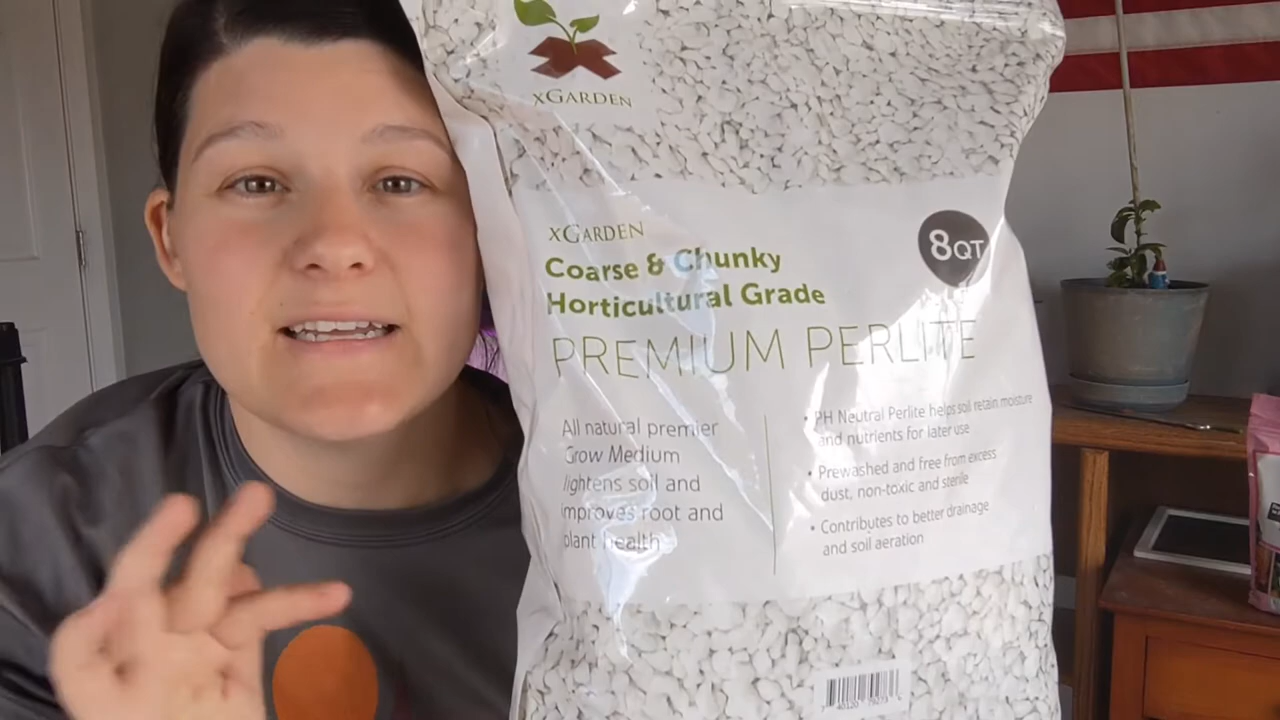 xGARDEN
xGARDEN
8QT
Coarse & Chunky
Horticultural Grade
PREMIUM PERLITE
All natural premier
Grow Medium
lightens soil and
improves root and
plant health
• PH Neutral Perlite helps soil retain moisture
and nutrients for later use
• Prewashed and free from excess
dust, non-toxic and sterile
• Contributes to better drainage
and soil aeration